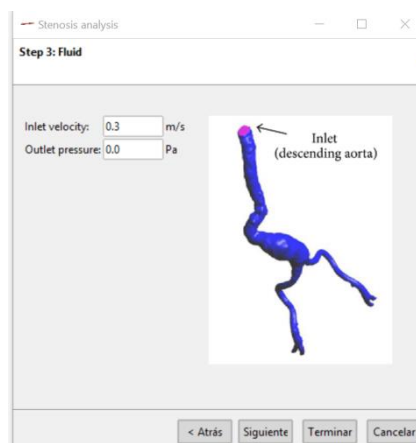 Stenosis analysis
Step 3: Fluid
Inlet velocity: 0.3 m/s
Outlet pressure: 0.0 Pa
Inlet
(descending aorta)
< Atrás Siguiente Terminar Cancelar